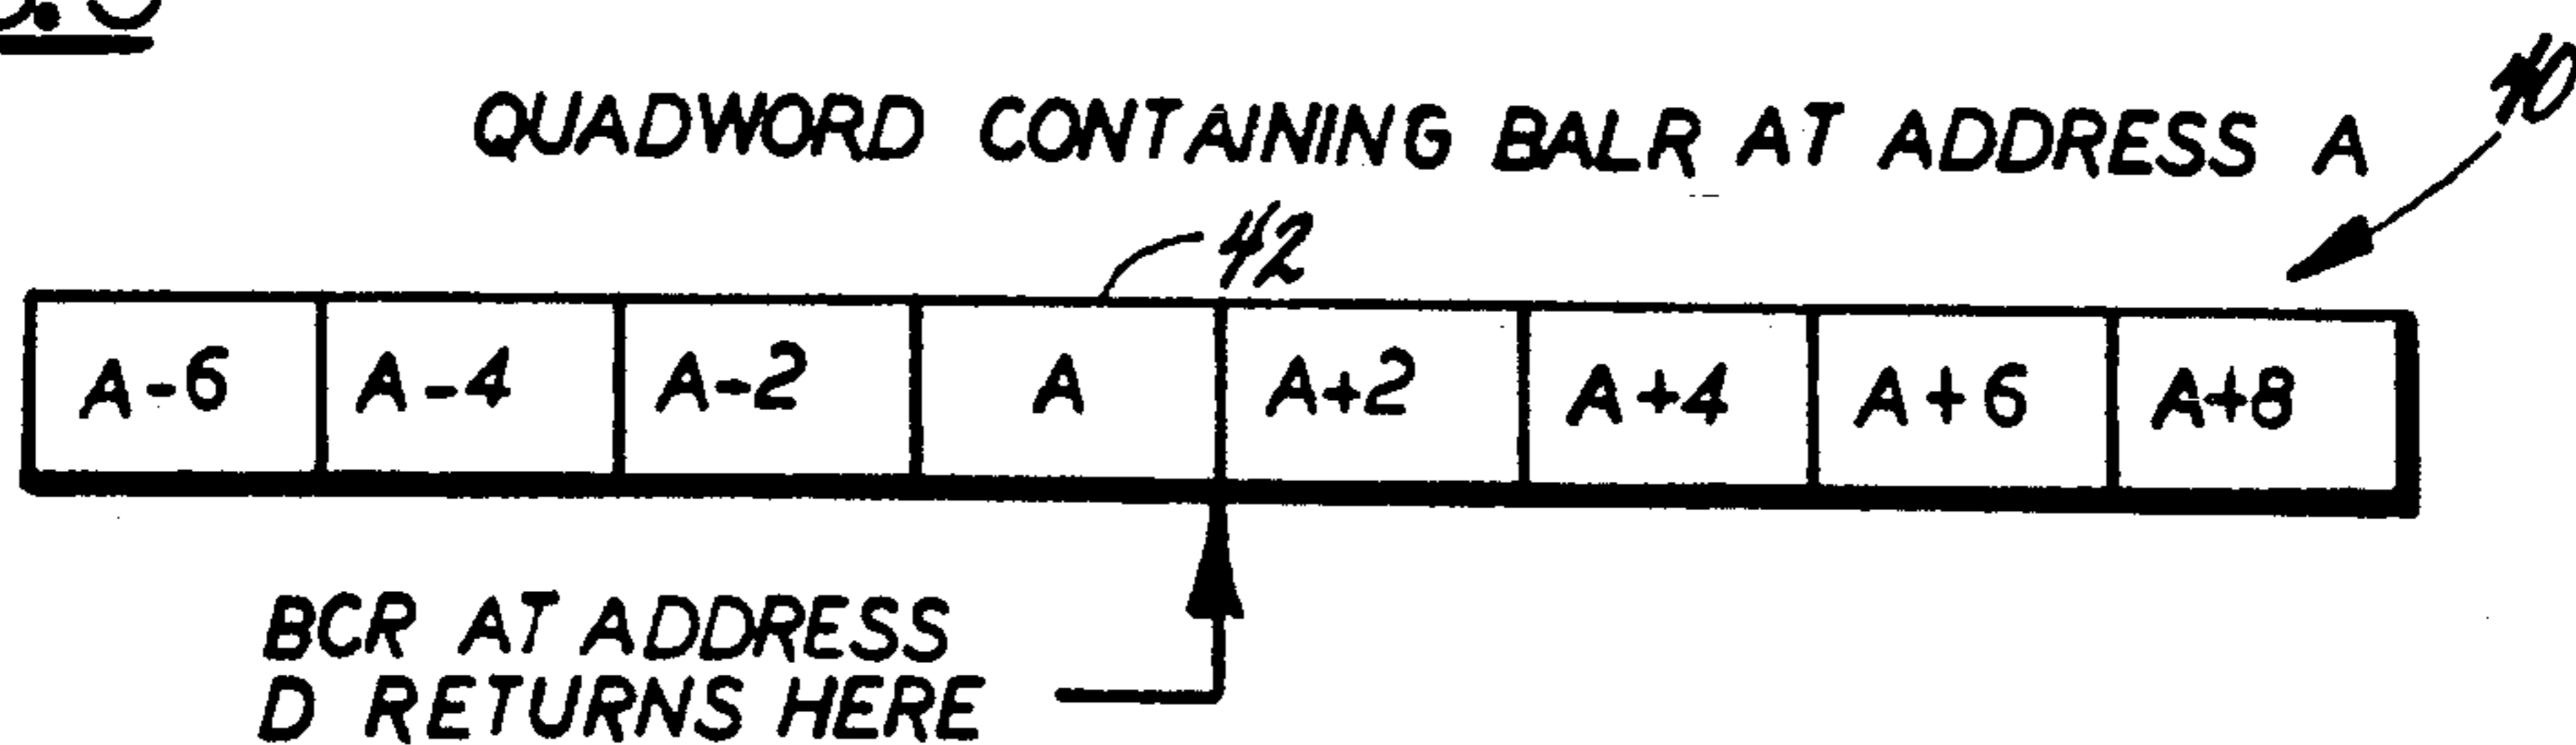 QUADWORD CONTAINING BALR AT ADDRESS A
40
42
A-6 A-4 A-2 A A+2 A+4 A+6 A+8
BCR AT ADDRESS
D RETURNS HERE